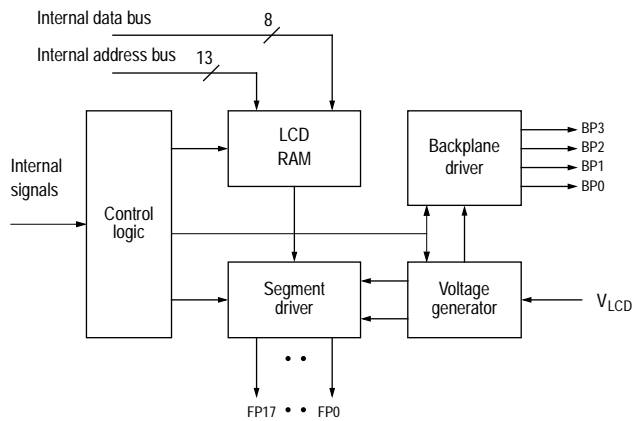 Internal data bus
8
Internal address bus
13
LCD
RAM
Backplane
driver
BP3
BP2
BP1
BP0
Internal
signals
Control
logic
Segment
driver
Voltage
generator
VLCD
FP17
FP0